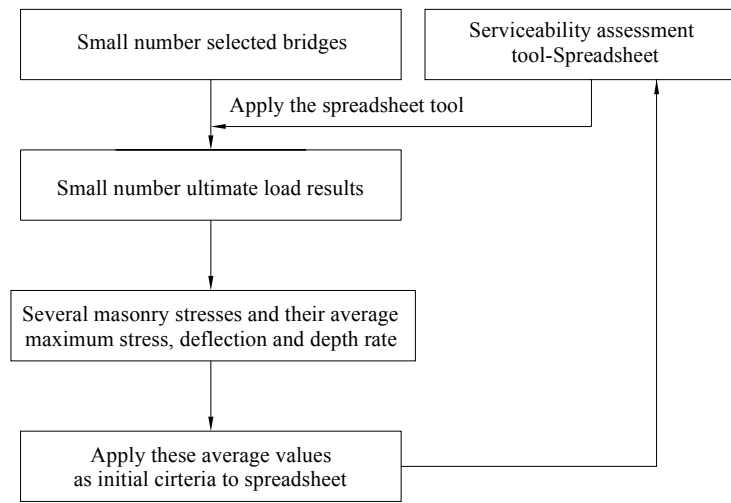 Small number selected bridges
Serviceability assessment
tool-Spreadsheet
Apply the spreadsheet tool
Small number ultimate load results
Several masonry stresses and their average
maximum stress, deflection and depth rate
Apply these average values
as initial cirteria to spreadsheet